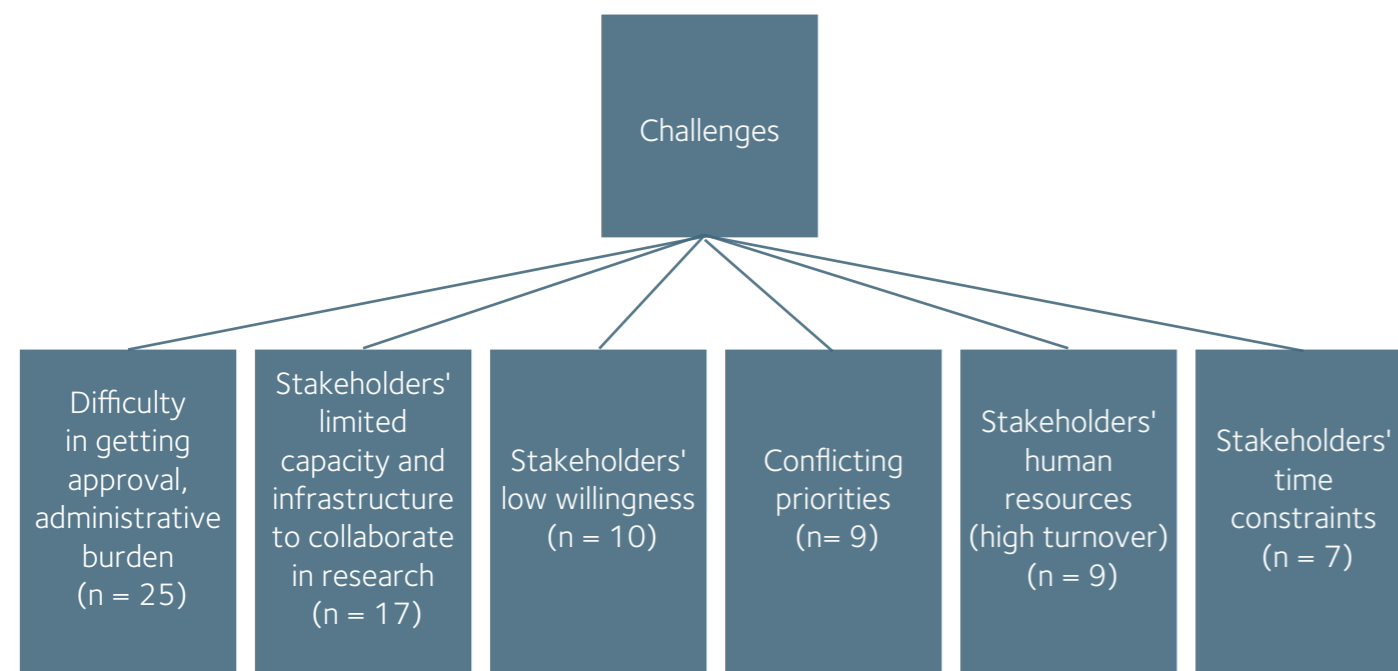 Challenges
Difficulty
in getting
approval,
administrative
burden
(n = 25)
Stakeholders'
limited
capacity and
infrastructure
to collaborate
in research
(n = 17)
Stakeholders'
low willingness
(n = 10)
Conflicting
priorities
(n= 9)
Stakeholders'
human
resources
(high turnover)
(n = 9)
Stakeholders'
time
constraints
(n = 7)